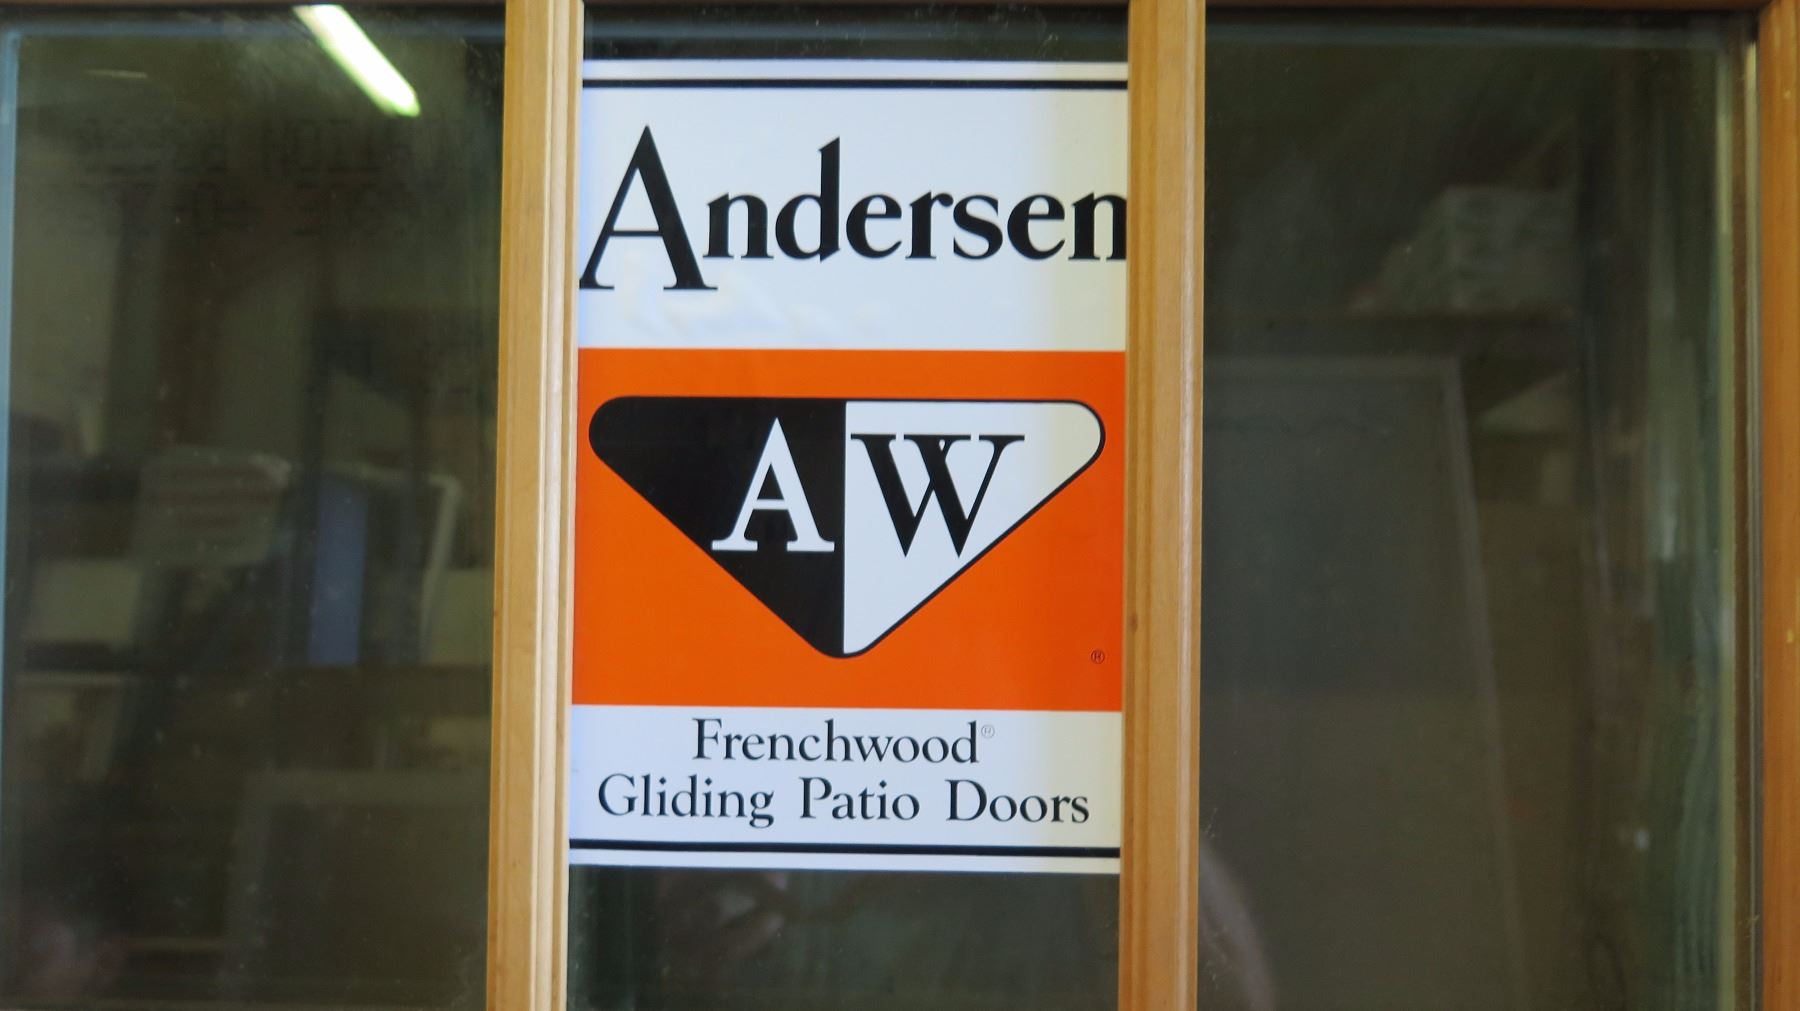 Andersen
AW
®
Frenchwood®
Gliding Patio Doors